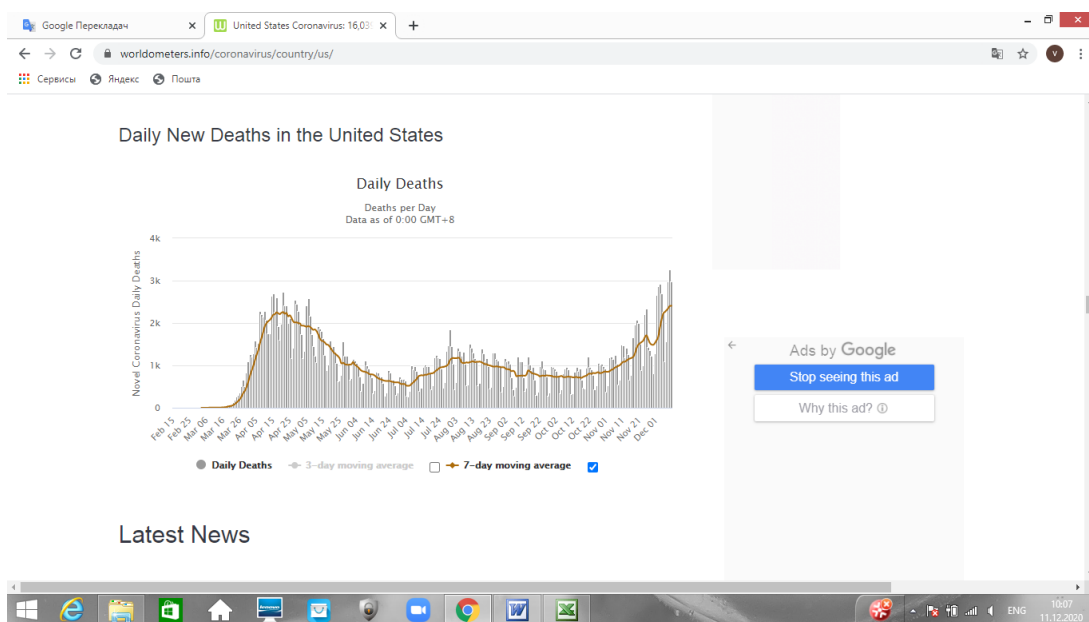 Google Перекладач
United States Coronavirus: 16,03
worldometers.info/coronavirus/country/us/
V
Сервисы Яндекс Пошта
Daily New Deaths in the United States
Daily Deaths
Deaths per Day
Data as of 0:00 GMT+8
Novel Coronavirus Daily Deaths
4k
3k
2k
1k
0
Feb 15 Feb 25 Mar 06 Mar 16 Mar 26 Apr 05 Apr 15 Apr 25 May 05 May 15 May 25 Jun 04 Jun 14 Jun 24 Jul 04 Jul 14 Jul 24 Aug 03 Aug 13 Aug 23 Sep 02 Sep 12 Sep 22 Oct 02 Oct 12 Oct 22 Nov 01 Nov 11 Nov 21 Dec 01
Daily Deaths 3-day moving average 7-day moving average
Ads by Google
Stop seeing this ad
Why this ad?
Latest News
ENG
10:07
11.12.2020